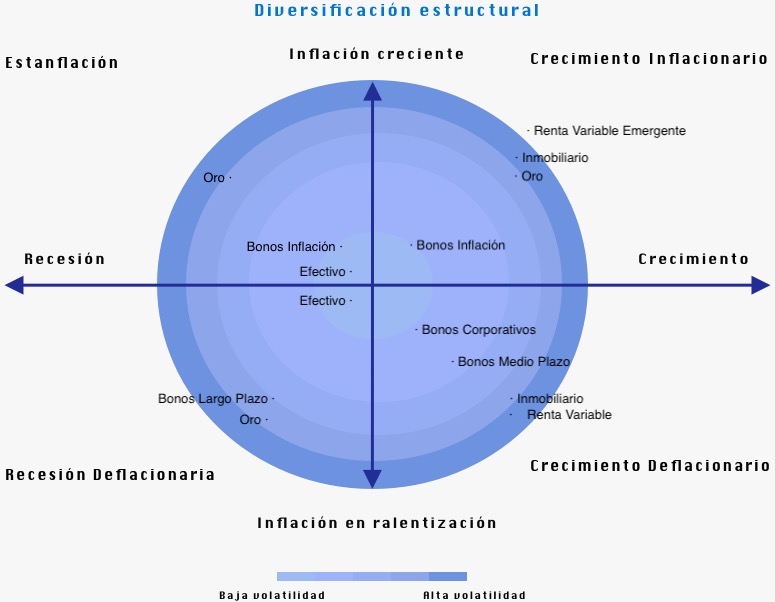 Diversificación estructural
Inflación creciente
Estanflación
Crecimiento Inflacionario
· Renta Variable Emergente
· Inmobiliario
Oro ·
· Oro
Bonos Inflación ·
· Bonos Inflación
Recesión
Crecimiento
Efectivo ·
Efectivo ·
· Bonos Corporativos
· Bonos Medio Plazo
Bonos Largo Plazo ·
· Inmobiliario
Oro ·
· Renta Variable
Recesión Deflacionaria
Crecimiento Deflacionario
Inflación en ralentización
Baja volatilidad
Alta volatilidad